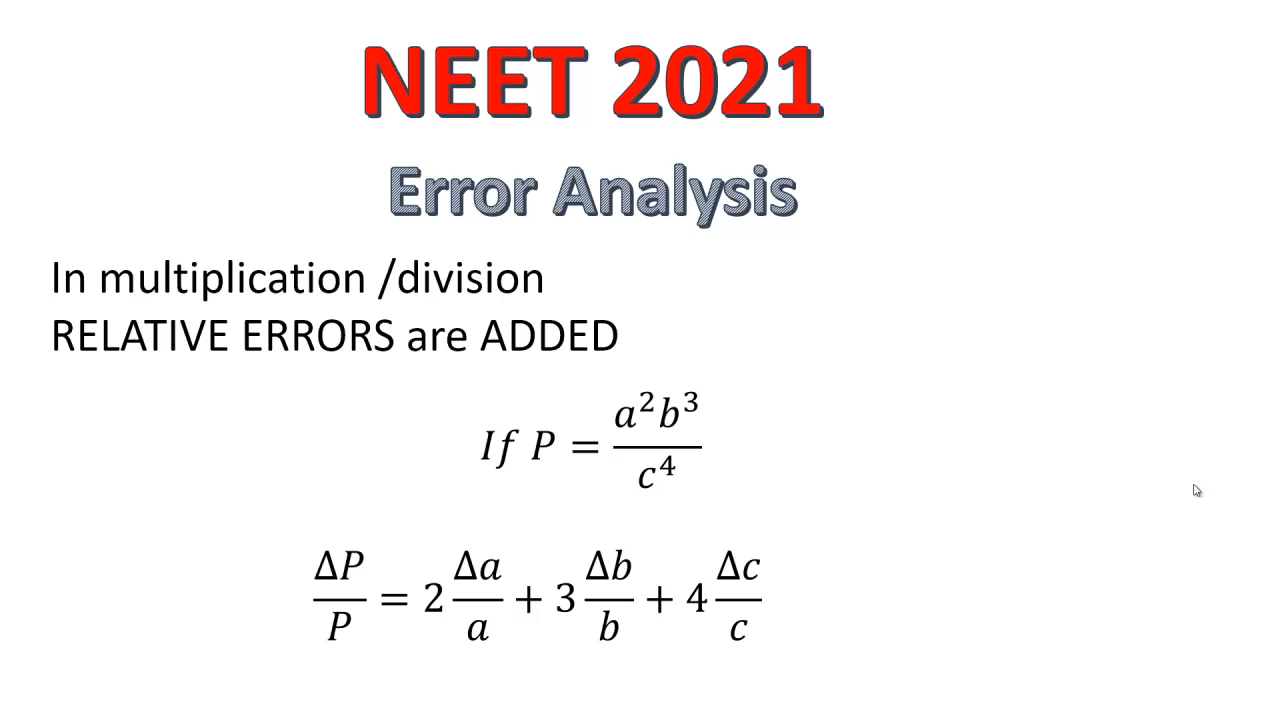 NEET 2021
Error Analysis
In multiplication /division
RELATIVE ERRORS are ADDED
If P = a²b³/c⁴
ΔP/P = 2 Δa/a + 3 Δb/b + 4 Δc/c